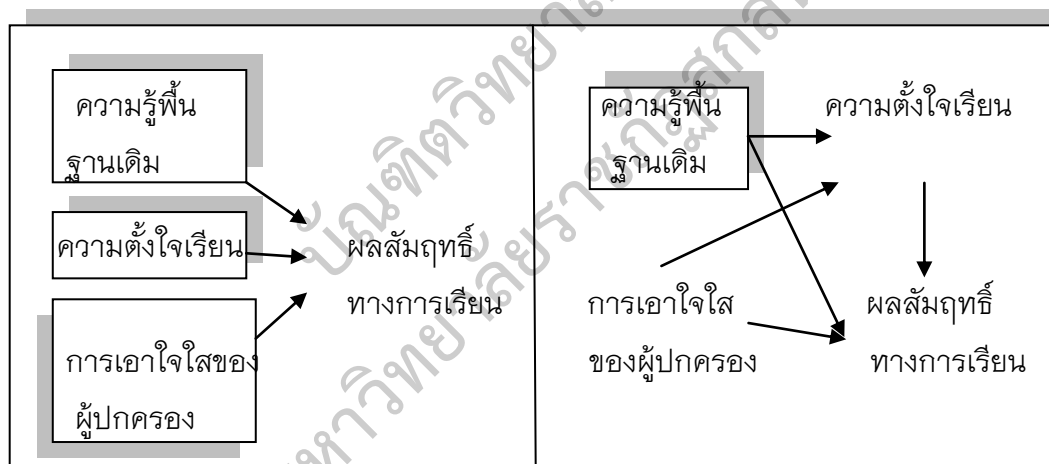 ความรู้พื้น
ฐานเดิม
ความตั้งใจเรียน
การเอาใจใสของ
ผู้ปกครอง
ผลสัมฤทธิ์
ทางการเรียน
ความรู้พื้น
ฐานเดิม
ความตั้งใจเรียน
การเอาใจใส
ของผู้ปกครอง
ผลสัมฤทธิ์
ทางการเรียน